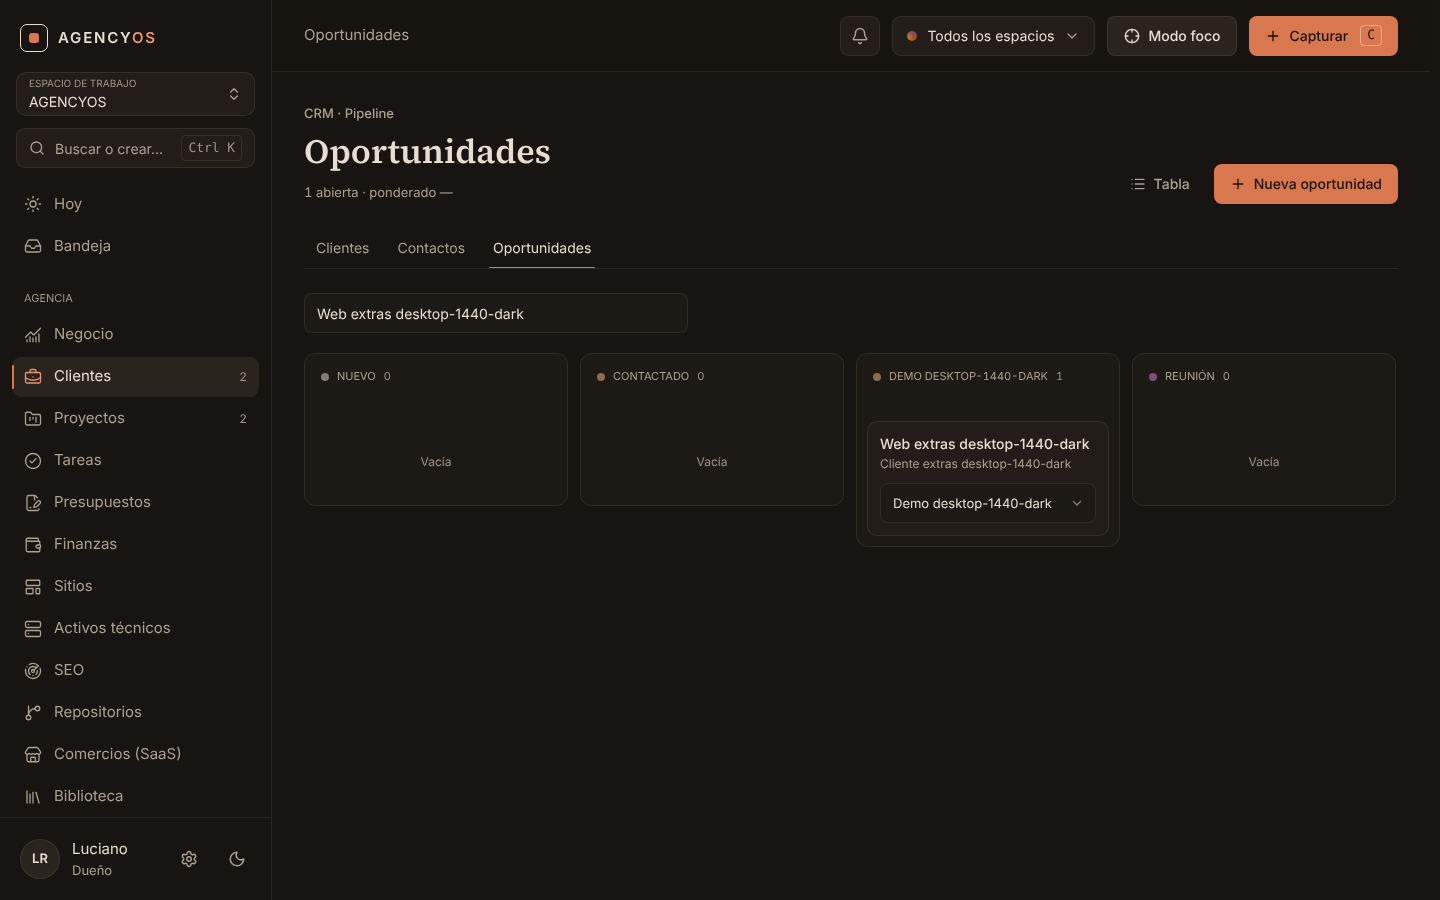 AGENCYOS
ESPACIO DE TRABAJO
AGENCYOS
Buscar o crear... Ctrl K
Hoy
Bandeja
AGENCIA
Negocio
Clientes 2
Proyectos 2
Tareas
Presupuestos
Finanzas
Sitios
Activos técnicos
SEO
Repositorios
Comercios (SaaS)
Biblioteca
LR
Luciano
Dueño
Oportunidades
Todos los espacios
Modo foco
Capturar C
CRM · Pipeline
Oportunidades
1 abierta · ponderado —
Tabla
Nueva oportunidad
Clientes Contactos Oportunidades
Web extras desktop-1440-dark
NUEVO 0
Vacía
CONTACTADO 0
Vacía
DEMO DESKTOP-1440-DARK 1
Web extras desktop-1440-dark
Cliente extras desktop-1440-dark
Demo desktop-1440-dark
REUNIÓN 0
Vacía